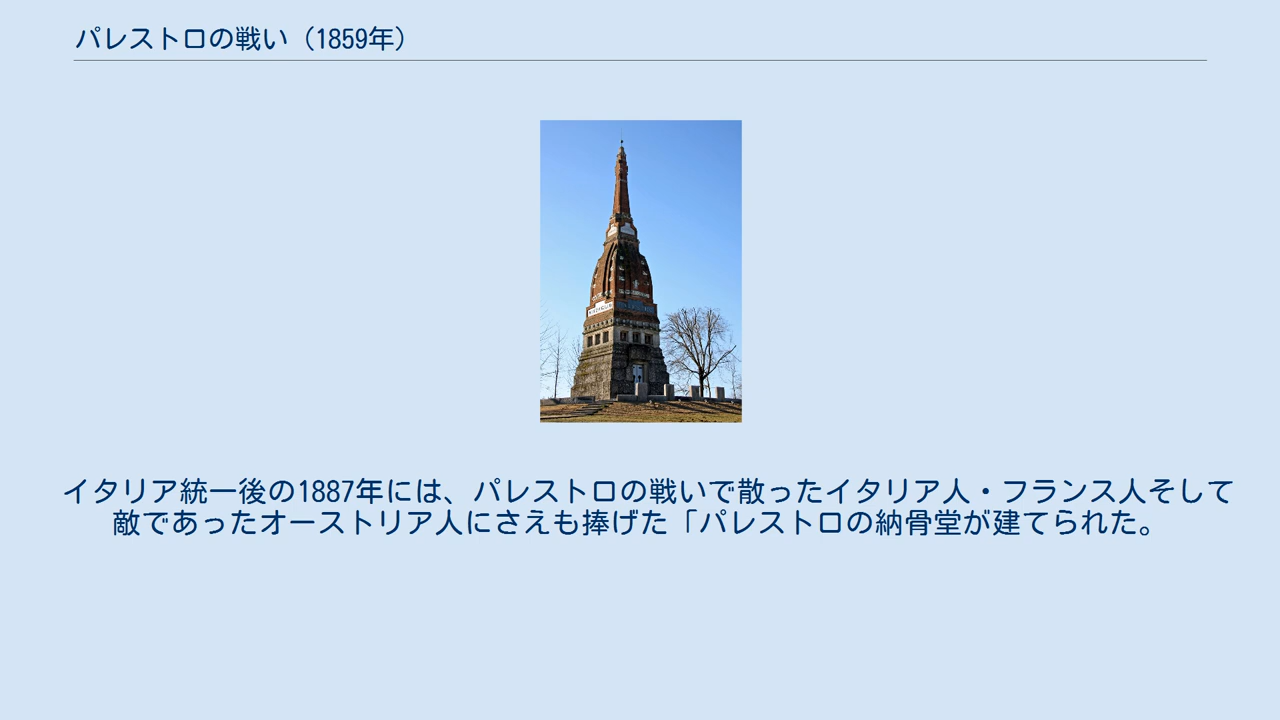 パレストロの戦い（1859年）
イタリア統一後の1887年には、パレストロの戦いで散ったイタリア人・フランス人そして
敵であったオーストリア人にさえも捧げた「パレストロの納骨堂が建てられた。